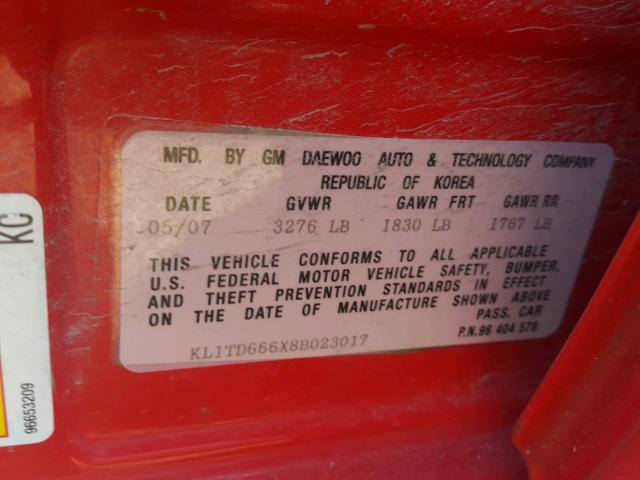 MFD. BY GM DAEWOO AUTO & TECHNOLOGY COMPANY
REPUBLIC OF KOREA
DATE GVWR GAWR FRT GAWR RR
05/07 3276 LB 1830 LB 1767 LB
THIS VEHICLE CONFORMS TO ALL APPLICABLE
U.S. FEDERAL MOTOR VEHICLE SAFETY, BUMPER,
AND THEFT PREVENTION STANDARDS IN EFFECT
ON THE DATE OF MANUFACTURE SHOWN ABOVE
PASS. CAR
P.N.96 404 578
KL1TD666X8B023017
KC
96653209